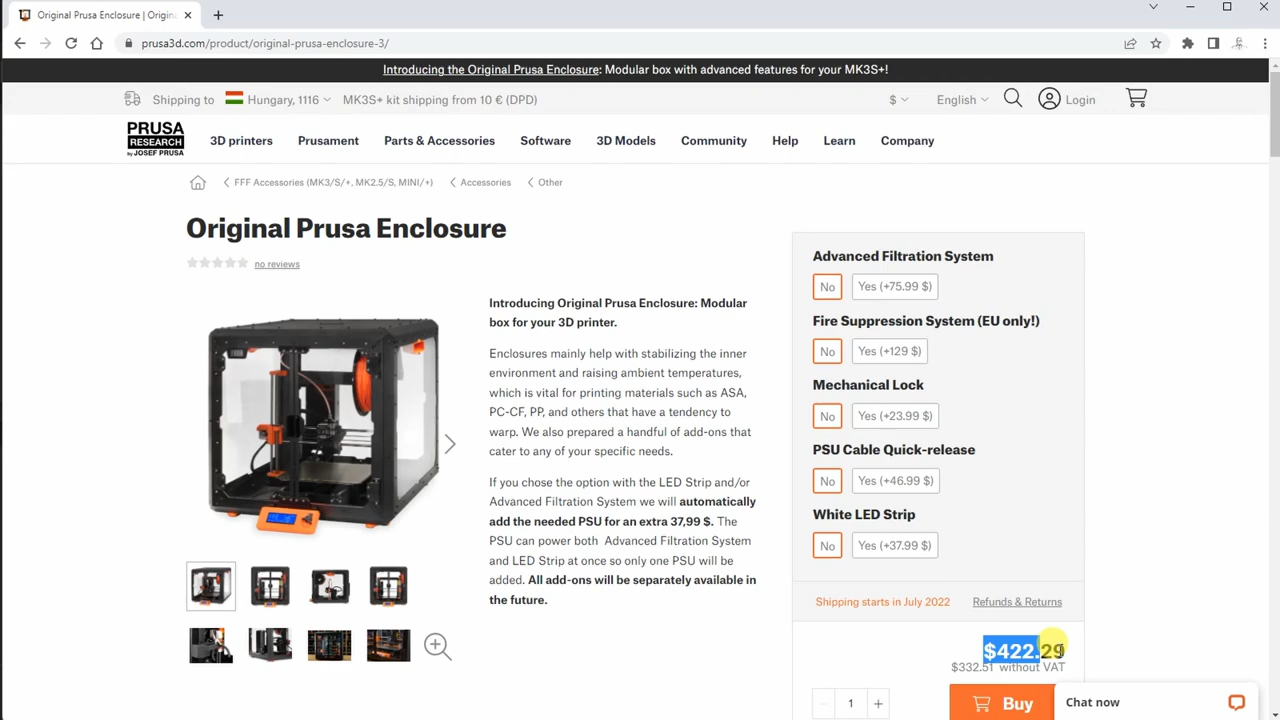 Original Prusa Enclosure | Origin
prusa3d.com/product/original-prusa-enclosure-3/
Introducing the Original Prusa Enclosure: Modular box with advanced features for your MK3S+!
Shipping to Hungary, 1116 MK3S+ kit shipping from 10 € (DPD)
$ English Login
PRUSA
RESEARCH
by JOSEF PRUSA
3D printers Prusament Parts & Accessories Software 3D Models Community Help Learn Company
FFF Accessories (MK3/S/+, MK2.5/S, MINI/+) Accessories Other
Original Prusa Enclosure
no reviews
Introducing Original Prusa Enclosure: Modular
box for your 3D printer.
Enclosures mainly help with stabilizing the inner
environment and raising ambient temperatures,
which is vital for printing materials such as ASA,
PC-CF, PP, and others that have a tendency to
warp. We also prepared a handful of add-ons that
cater to any of your specific needs.
If you chose the option with the LED Strip and/or
Advanced Filtration System we will automatically
add the needed PSU for an extra 37,99 $. The
PSU can power both Advanced Filtration System
and LED Strip at once so only one PSU will be
added. All add-ons will be separately available in
the future.
Advanced Filtration System
No Yes (+75.99 $)
Fire Suppression System (EU only!)
No Yes (+129 $)
Mechanical Lock
No Yes (+23.99 $)
PSU Cable Quick-release
No Yes (+46.99 $)
White LED Strip
No Yes (+37.99 $)
Shipping starts in July 2022 Refunds & Returns
$422.29
$332.51 without VAT
- 1 + Buy
Chat now